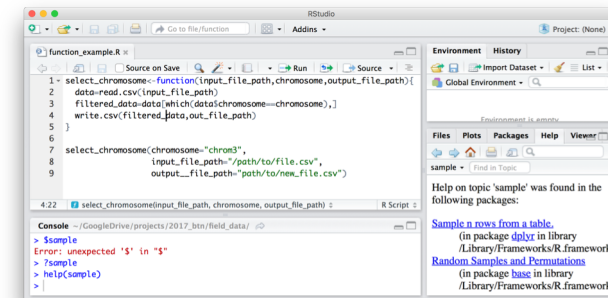 RStudio
Go to file/function
Addins
Project: (None)
function_example.R
Source on Save
Run
Source
1 select_chromosome<-function(input_file_path,chromosome,output_file_path){
2 data=read.csv(input_file_path)
3 filtered_data=data[which(data$chromosome==chromosome),]
4 write.csv(filtered_data,out_file_path)
5 }
6
7 select_chromosome(chromosome="chrom3",
8 input_file_path="/path/to/file.csv",
9 output__file_path="path/to/new_file.csv")
4:22 select_chromosome(input_file_path, chromosome, output_file_path) R Script
Console ~/GoogleDrive/projects/2017_btn/field_data/
> $sample
Error: unexpected '$' in "$"
> ?sample
> help(sample)
>
Environment History
Import Dataset List
Global Environment
Environment is empty
Files Plots Packages Help Viewer
sample Find in Topic
Help on topic 'sample' was found in the
following packages:
Sample n rows from a table.
(in package dplyr in library
/Library/Frameworks/R.framework
Random Samples and Permutations
(in package base in library
/Library/Frameworks/R.framework